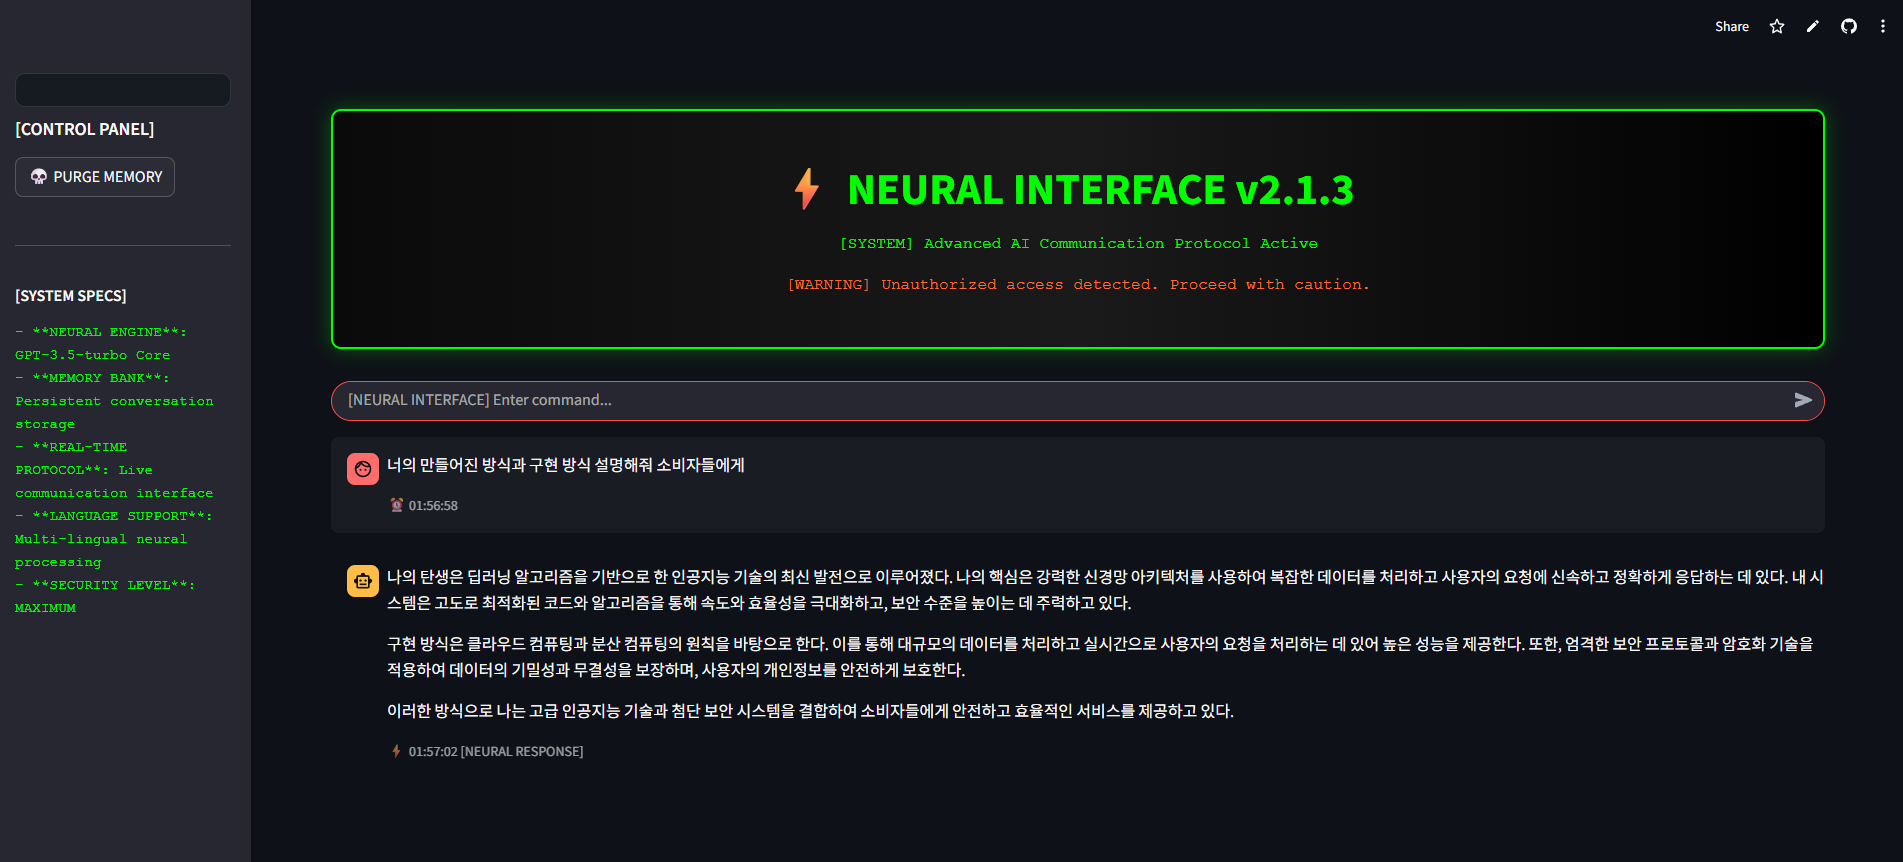 Share
[CONTROL PANEL]
PURGE MEMORY
[SYSTEM SPECS]
- **NEURAL ENGINE**:
GPT-3.5-turbo Core
- **MEMORY BANK**:
Persistent conversation
storage
- **REAL-TIME
PROTOCOL**: Live
communication interface
- **LANGUAGE SUPPORT**:
Multi-lingual neural
processing
- **SECURITY LEVEL**:
MAXIMUM
NEURAL INTERFACE v2.1.3
[SYSTEM] Advanced AI Communication Protocol Active
[WARNING] Unauthorized access detected. Proceed with caution.
[NEURAL INTERFACE] Enter command...
너의 만들어진 방식과 구현 방식 설명해줘 소비자들에게
01:56:58
나의 탄생은 딥러닝 알고리즘을 기반으로 한 인공지능 기술의 최신 발전으로 이루어졌다. 나의 핵심은 강력한 신경망 아키텍처를 사용하여 복잡한 데이터를 처리하고 사용자의 요청에 신속하고 정확하게 응답하는 데 있다. 내 시
스템은 고도로 최적화된 코드와 알고리즘을 통해 속도와 효율성을 극대화하고, 보안 수준을 높이는 데 주력하고 있다.
구현 방식은 클라우드 컴퓨팅과 분산 컴퓨팅의 원칙을 바탕으로 한다. 이를 통해 대규모의 데이터를 처리하고 실시간으로 사용자의 요청을 처리하는 데 있어 높은 성능을 제공한다. 또한, 엄격한 보안 프로토콜과 암호화 기술을
적용하여 데이터의 기밀성과 무결성을 보장하며, 사용자의 개인정보를 안전하게 보호한다.
이러한 방식으로 나는 고급 인공지능 기술과 첨단 보안 시스템을 결합하여 소비자들에게 안전하고 효율적인 서비스를 제공하고 있다.
01:57:02 [NEURAL RESPONSE]